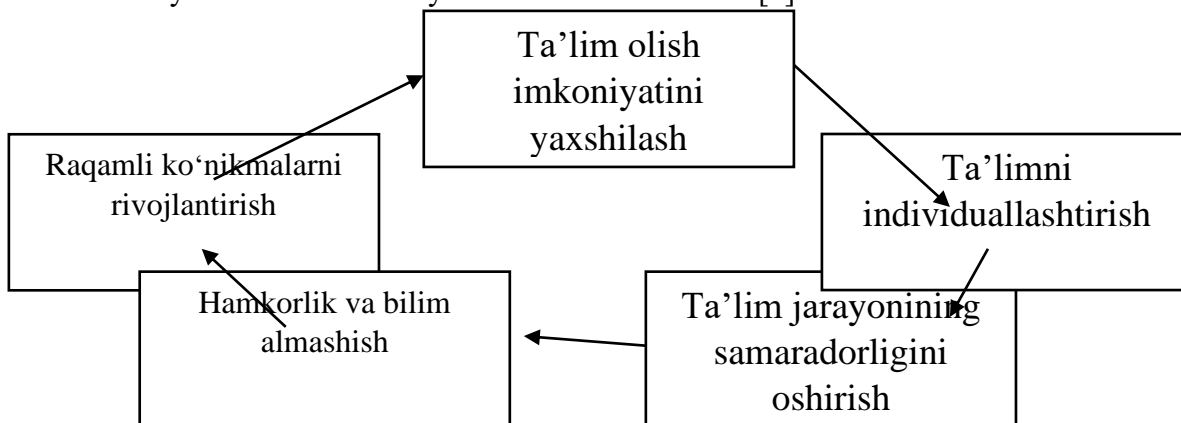 Ta’lim olish
imkoniyatini
yaxshilash
Raqamli ko‘nikmalarni
rivojlantirish
Ta’limni
individuallashtirish
Hamkorlik va bilim
almashish
Ta’lim jarayonining
samaradorligini
oshirish